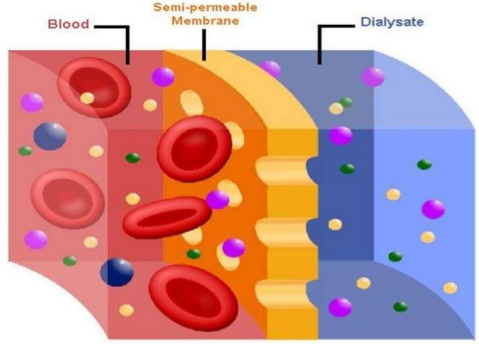 Semi-permeable
Membrane
Blood
Dialysate